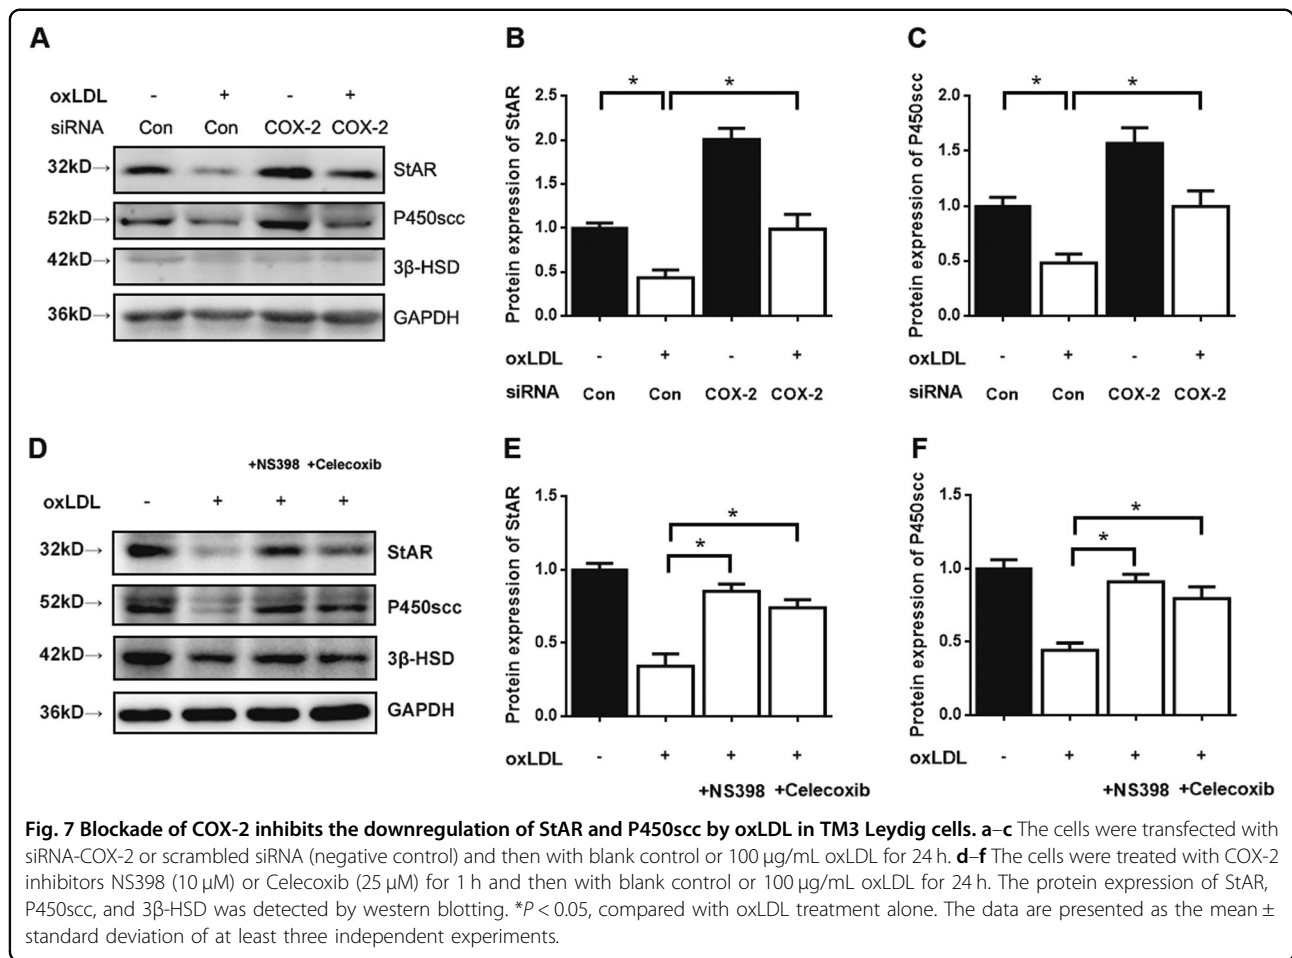 A
oxLDL - + - +
siRNA Con Con COX-2 COX-2
32kD→ StAR
52kD→ P450scc
42kD→ 3β-HSD
36kD→ GAPDH
B
Protein expression of StAR
2.5
2.0
1.5
1.0
0.5
0.0
* *
oxLDL - + - +
siRNA Con Con COX-2 COX-2
C
Protein expression of P450scc
2.0
1.5
1.0
0.5
0.0
* *
oxLDL - + - +
Con Con COX-2 COX-2
D
+NS398 +Celecoxib
oxLDL - + + +
32kD→ StAR
52kD→ P450scc
42kD→ 3β-HSD
36kD→ GAPDH
E
Protein expression of StAR
1.5
1.0
0.5
0.0
*
*
oxLDL - + + +
+NS398 +Celecoxib
F
Protein expression of P450scc
1.5
1.0
0.5
0.0
*
*
oxLDL - + + +
+NS398 +Celecoxib
Fig. 7 Blockade of COX-2 inhibits the downregulation of StAR and P450scc by oxLDL in TM3 Leydig cells. a–c The cells were transfected with
siRNA-COX-2 or scrambled siRNA (negative control) and then with blank control or 100 μg/mL oxLDL for 24 h. d–f The cells were treated with COX-2
inhibitors NS398 (10 μM) or Celecoxib (25 μM) for 1 h and then with blank control or 100 μg/mL oxLDL for 24 h. The protein expression of StAR,
P450scc, and 3β-HSD was detected by western blotting. *P < 0.05, compared with oxLDL treatment alone. The data are presented as the mean ±
standard deviation of at least three independent experiments.